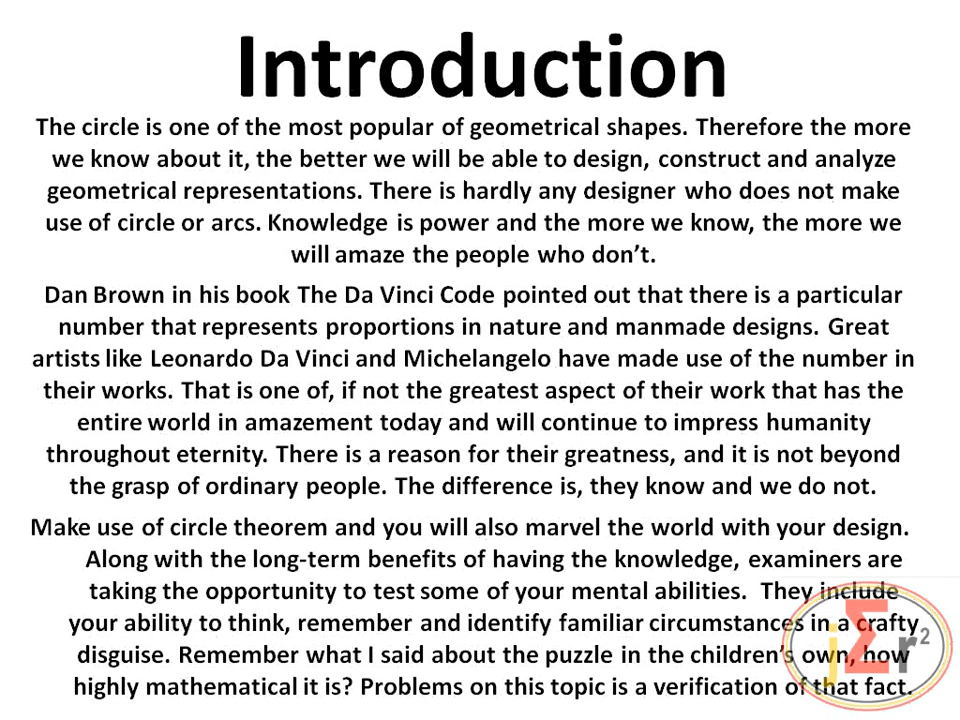 Introduction
The circle is one of the most popular of geometrical shapes. Therefore the more
we know about it, the better we will be able to design, construct and analyze
geometrical representations. There is hardly any designer who does not make
use of circle or arcs. Knowledge is power and the more we know, the more we
will amaze the people who don’t.
Dan Brown in his book The Da Vinci Code pointed out that there is a particular
number that represents proportions in nature and manmade designs. Great
artists like Leonardo Da Vinci and Michelangelo have made use of the number in
their works. That is one of, if not the greatest aspect of their work that has the
entire world in amazement today and will continue to impress humanity
throughout eternity. There is a reason for their greatness, and it is not beyond
the grasp of ordinary people. The difference is, they know and we do not.
Make use of circle theorem and you will also marvel the world with your design.
Along with the long-term benefits of having the knowledge, examiners are
taking the opportunity to test some of your mental abilities. They include
your ability to think, remember and identify familiar circumstances in a crafty
disguise. Remember what I said about the puzzle in the children’s own, how
highly mathematical it is? Problems on this topic is a verification of that fact.
jΣr²